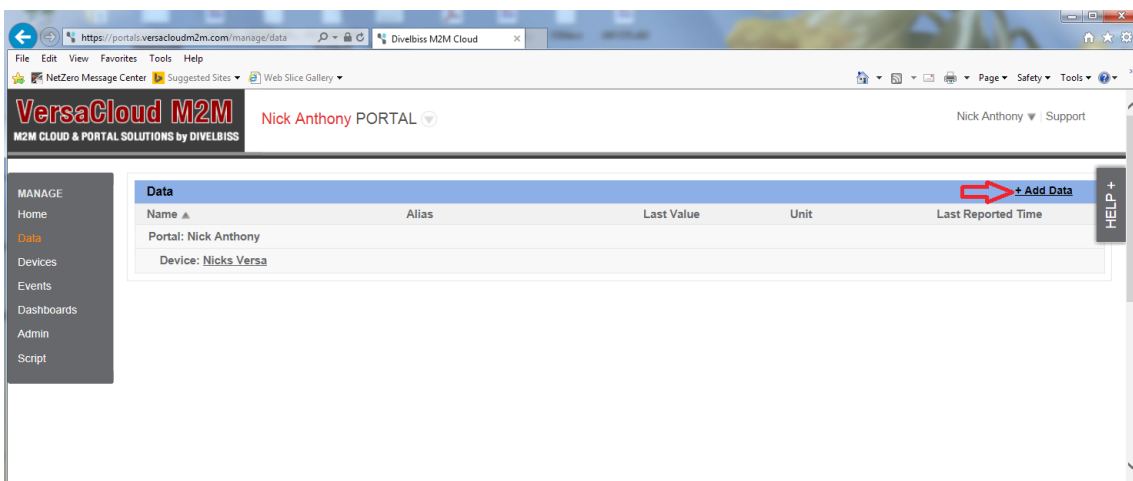 https://portals.versacloudm2m.com/manage/data
Divelbiss M2M Cloud
File Edit View Favorites Tools Help
NetZero Message Center Suggested Sites Web Slice Gallery Page Safety Tools
VersaCloud M2M
M2M CLOUD & PORTAL SOLUTIONS by DIVELBISS
Nick Anthony PORTAL
Nick Anthony | Support
MANAGE
Home
Data
Devices
Events
Dashboards
Admin
Script
Data + Add Data
Name Alias Last Value Unit Last Reported Time
Portal: Nick Anthony
Device: Nicks Versa
HELP +